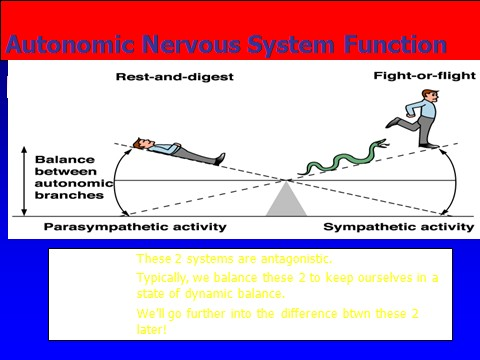 Autonomic Nervous System Function
Rest-and-digest
Fight-or-flight
Balance
between
autonomic
branches
Parasympathetic activity
Sympathetic activity
These 2 systems are antagonistic.
Typically, we balance these 2 to keep ourselves in a
state of dynamic balance.
We'll go further into the difference btwn these 2
later!